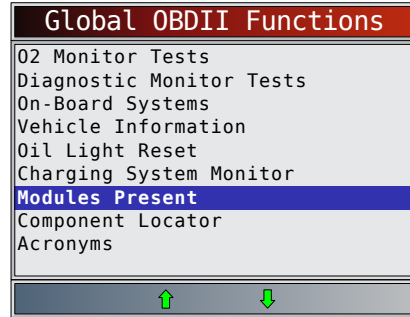 Global OBDII Functions
O2 Monitor Tests
Diagnostic Monitor Tests
On-Board Systems
Vehicle Information
Oil Light Reset
Charging System Monitor
Modules Present
Component Locator
Acronyms